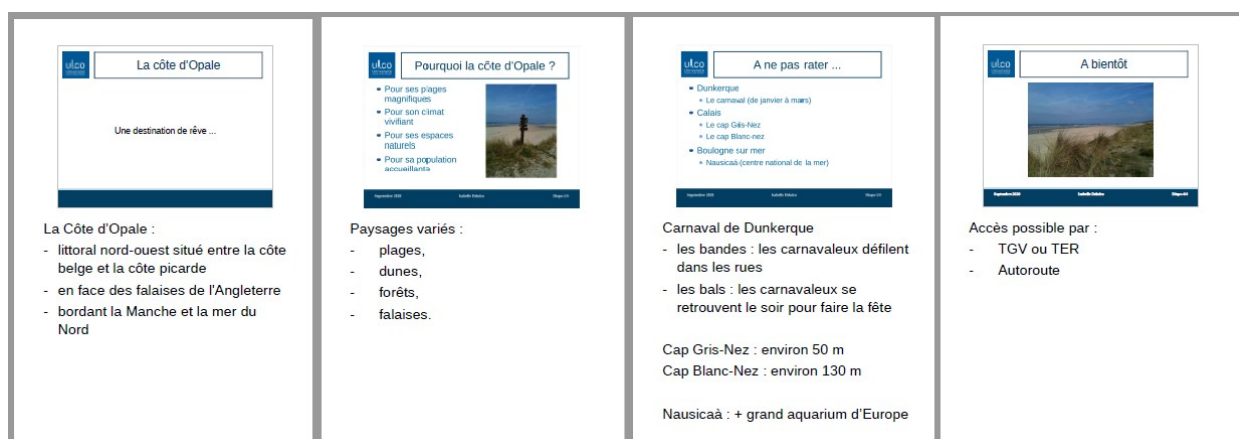 ulco
La côte d'Opale
Une destination de rêve ...
La Côte d'Opale :
- littoral nord-ouest situé entre la côte
belge et la côte picarde
- en face des falaises de l'Angleterre
- bordant la Manche et la mer du
Nord
ulco
Pourquoi la côte d'Opale ?
Pour ses plages
magnifiques
Pour son climat
vivifiant
Pour ses espaces
naturels
Pour sa population
accueillante
Septembre 2020
Paysages variés :
- plages,
- dunes,
- forêts,
- falaises.
ulco
A ne pas rater ...
Dunkerque
Le carnaval (de janvier à mars)
Calais
Le cap Gris-Nez
Le cap Blanc-nez
Boulogne sur mer
Nausicaà (centre national de la mer)
Septembre 2020
Carnaval de Dunkerque
- les bandes : les carnavaleux défilent
dans les rues
- les bals : les carnavaleux se
retrouvent le soir pour faire la fête
Cap Gris-Nez : environ 50 m
Cap Blanc-Nez : environ 130 m
Nausicaà : + grand aquarium d'Europe
ulco
A bientôt
Septembre 2020
Accès possible par :
- TGV ou TER
- Autoroute